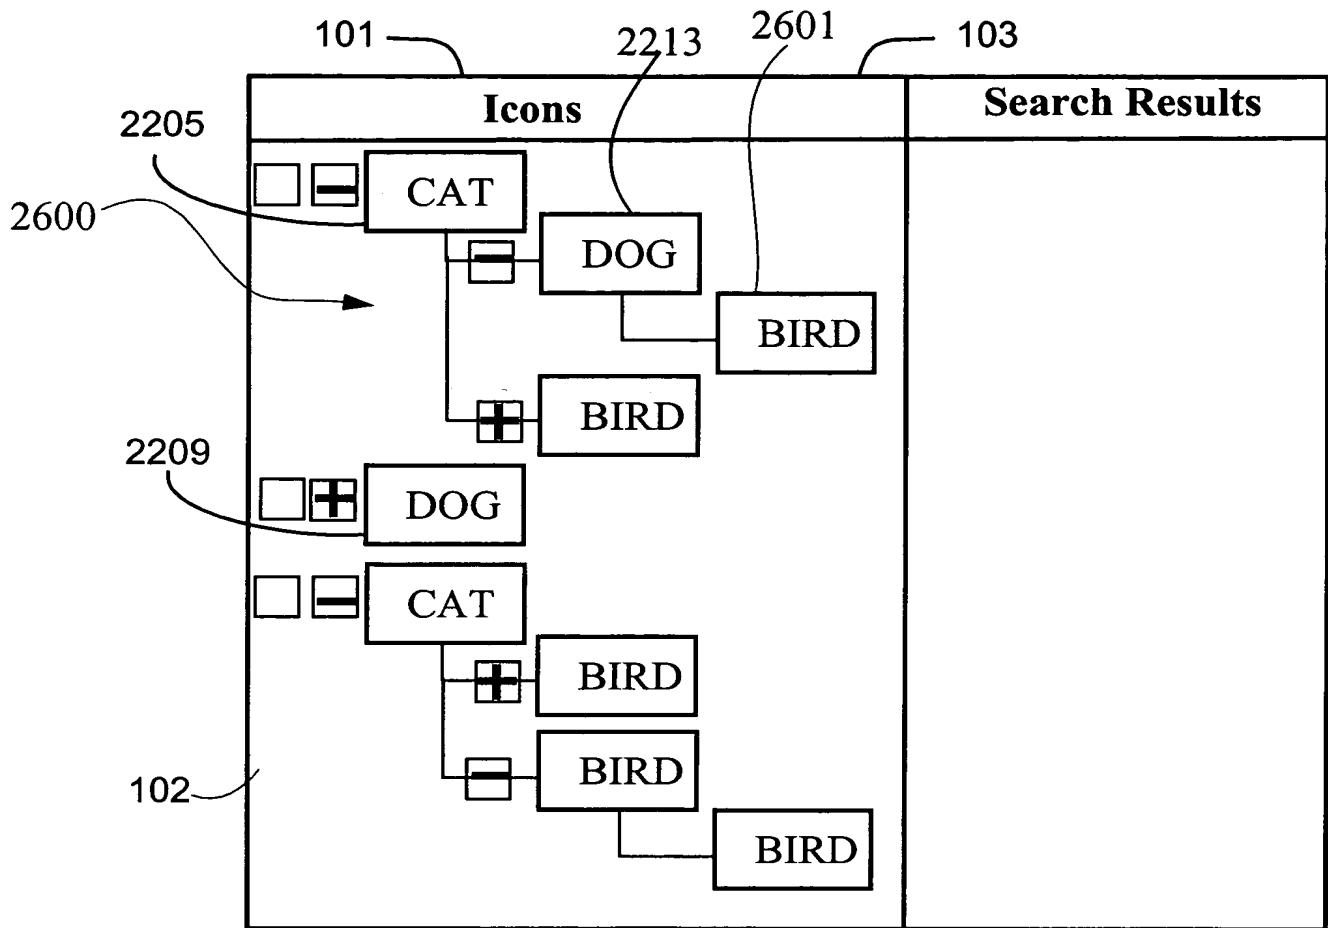 101 2213 2601 103
Icons Search Results
2205
CAT
2600
DOG
BIRD
BIRD
2209
DOG
CAT
BIRD
BIRD
102
BIRD